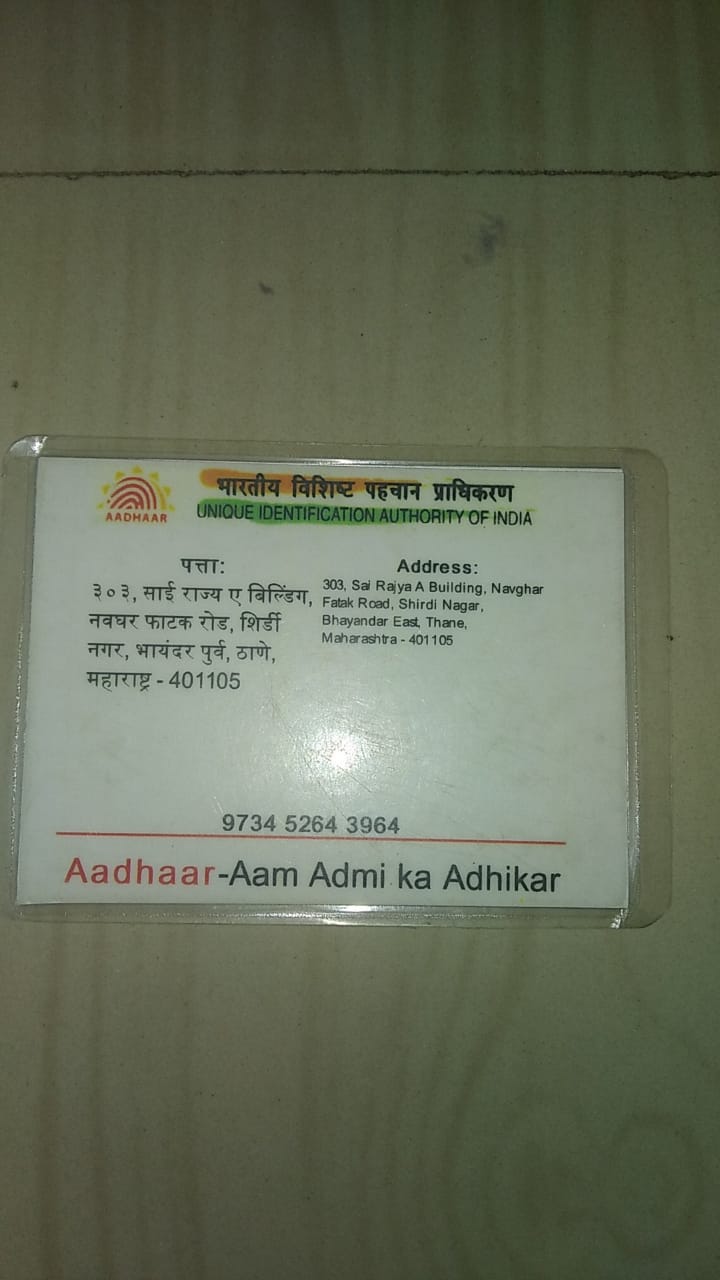 AADHAAR
भारतीय विशिष्ट पहचान प्राधिकरण
UNIQUE IDENTIFICATION AUTHORITY OF INDIA
पत्ता:
३०३, साई राज्य ए बिल्डिंग,
नवघर फाटक रोड, शिर्डी
नगर, भायंदर पुर्व, ठाणे,
महाराष्ट्र - 401105
Address:
303, Sai Rajya A Building, Navghar
Fatak Road, Shirdi Nagar,
Bhayandar East, Thane,
Maharashtra - 401105
9734 5264 3964
Aadhaar-Aam Admi ka Adhikar